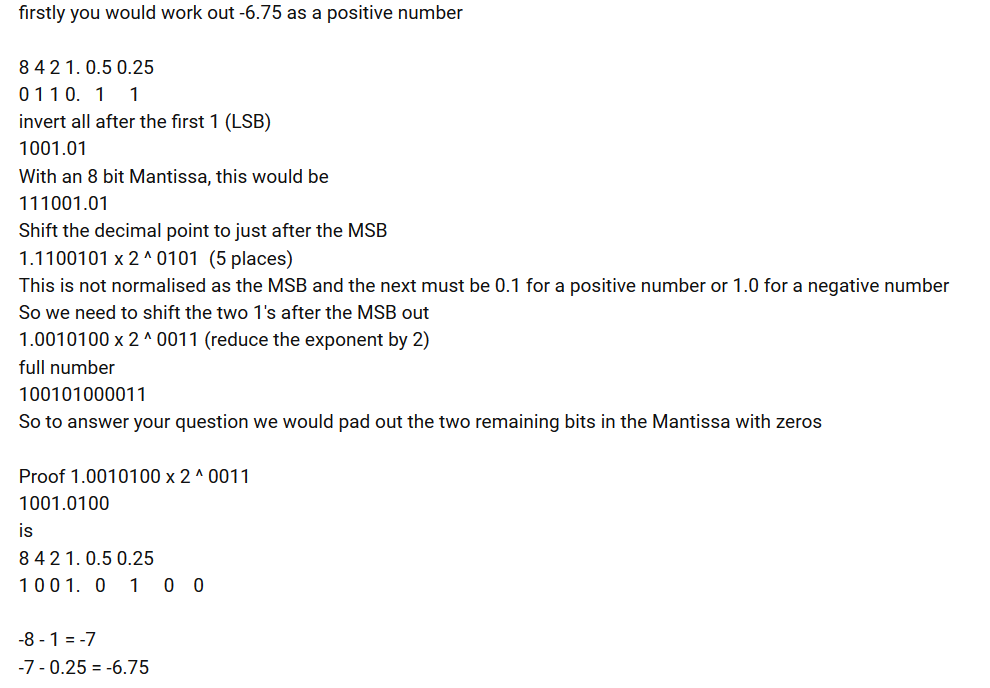 firstly you would work out -6.75 as a positive number
8 4 2 1. 0.5 0.25
0 1 1 0. 1 1
invert all after the first 1 (LSB)
1001.01
With an 8 bit Mantissa, this would be
111001.01
Shift the decimal point to just after the MSB
1.1100101 x 2 ^ 0101 (5 places)
This is not normalised as the MSB and the next must be 0.1 for a positive number or 1.0 for a negative number
So we need to shift the two 1's after the MSB out
1.0010100 x 2 ^ 0011 (reduce the exponent by 2)
full number
100101000011
So to answer your question we would pad out the two remaining bits in the Mantissa with zeros
Proof 1.0010100 x 2 ^ 0011
1001.0100
is
8 4 2 1. 0.5 0.25
1 0 0 1. 0 1 0 0
-8 - 1 = -7
-7 - 0.25 = -6.75